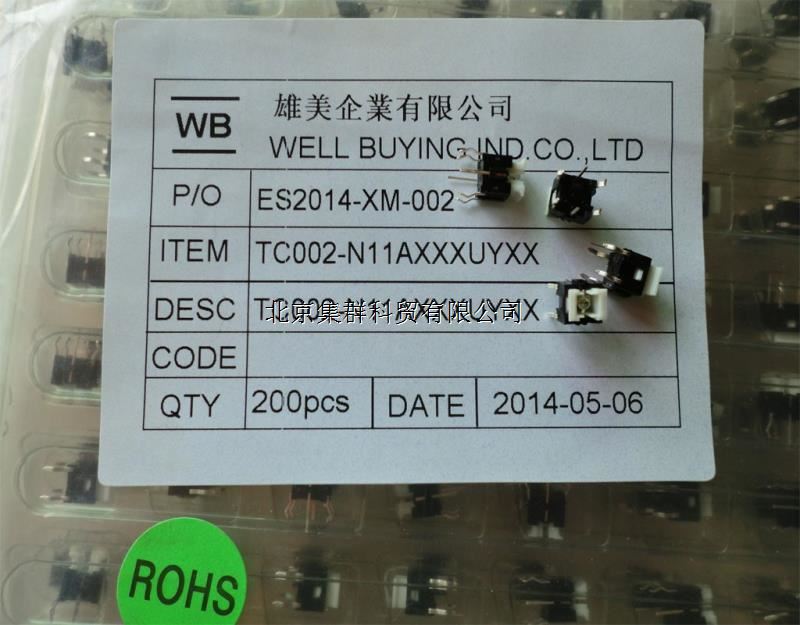 WB
雄美企業有限公司
WELL BUYING IND.CO.,LTD
P/O ES2014-XM-002
ITEM TC002-N11AXXXUYXX
DESC TC002-N11AXXXUYXX
北京集群科贸有限公司
CODE
QTY 200pcs DATE 2014-05-06
ROHS